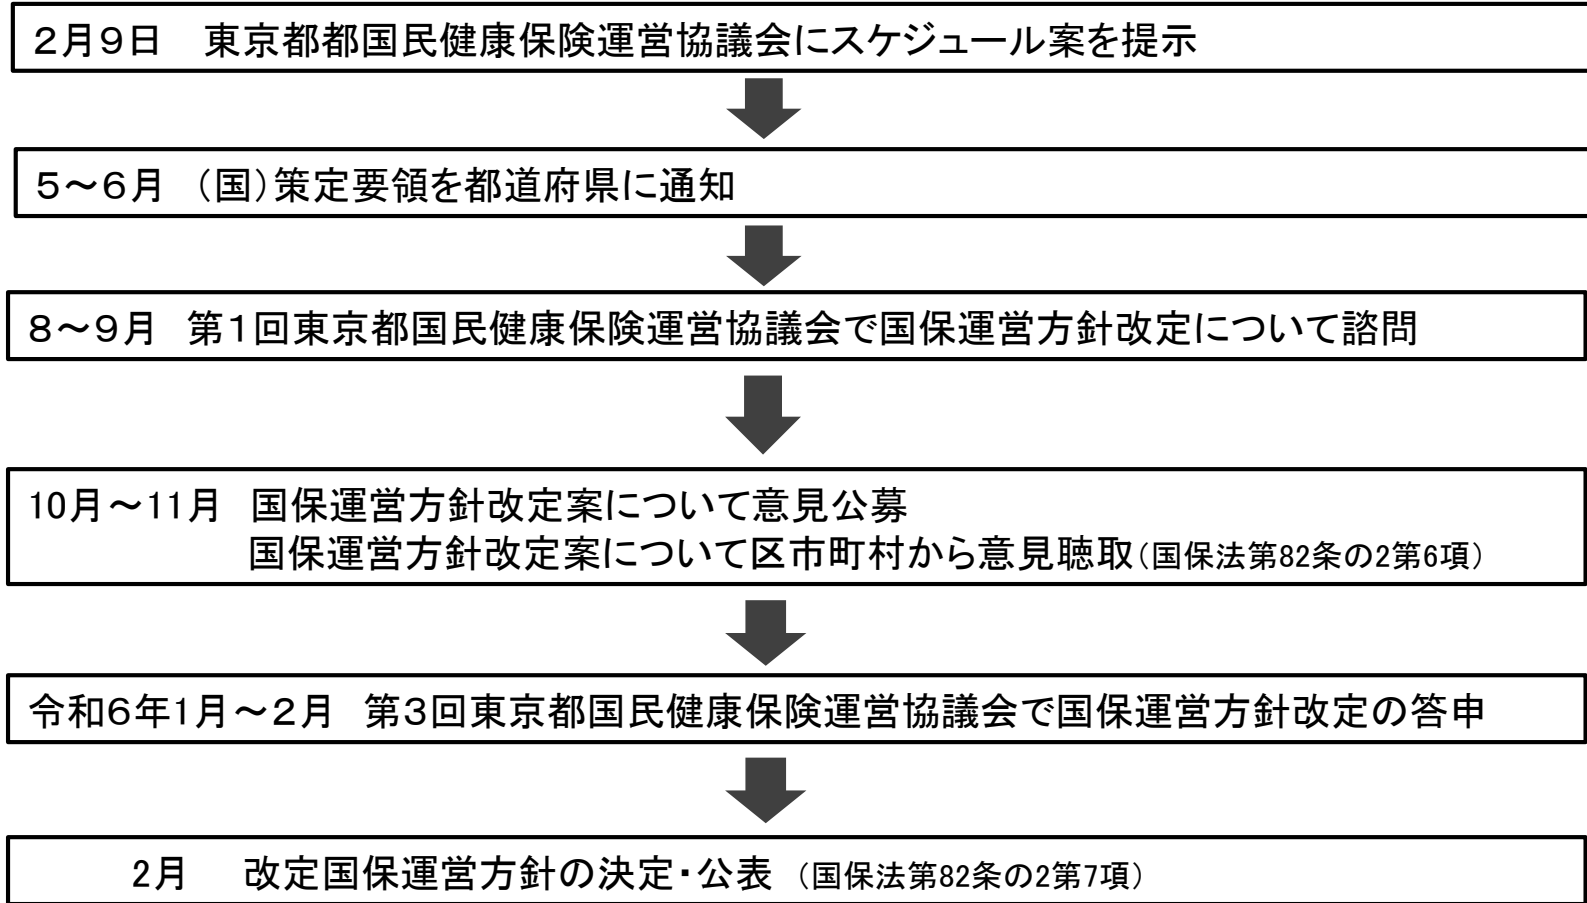 ２月９日　東京都都国民健康保険運営協議会にスケジュール案を提示
５～６月　（国）策定要領を都道府県に通知
８～９月　第１回東京都国民健康保険運営協議会で国保運営方針改定について諮問
10月～11月　国保運営方針改定案について意見公募
国保運営方針改定案について区市町村から意見聴取（国保法第82条の2第6項）
令和６年1月～２月　第３回東京都国民健康保険運営協議会で国保運営方針改定の答申
2月　改定国保運営方針の決定・公表　（国保法第82条の2第7項）